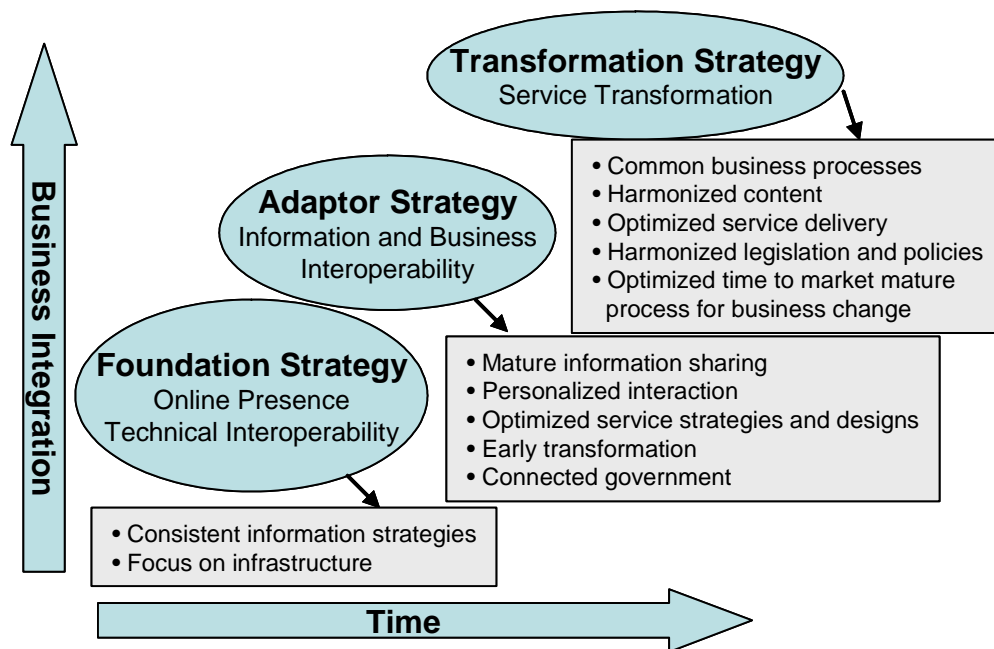 Transformation Strategy
Service Transformation
• Common business processes
• Harmonized content
• Optimized service delivery
• Harmonized legislation and policies
• Optimized time to market mature
process for business change
Adaptor Strategy
Information and Business
Interoperability
• Mature information sharing
• Personalized interaction
• Optimized service strategies and designs
• Early transformation
• Connected government
Foundation Strategy
Online Presence
Technical Interoperability
• Consistent information strategies
• Focus on infrastructure
Business Integration
Time